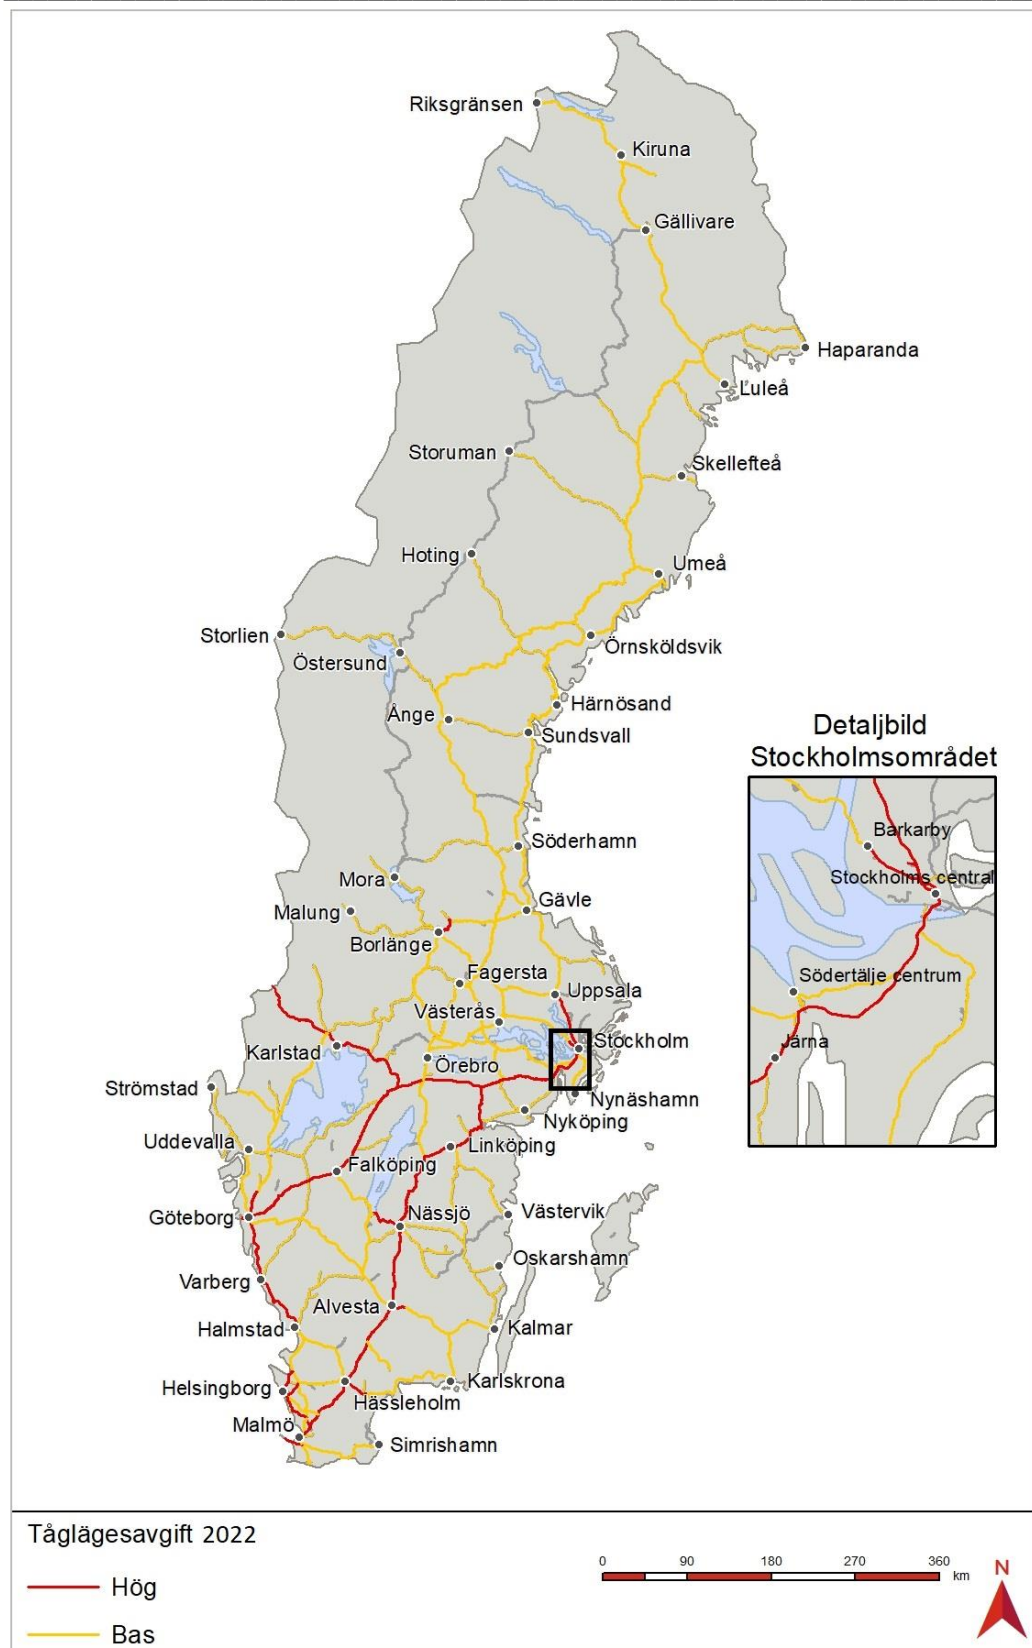 Riksgränsen
Kiruna
Gällivare
Haparanda
Luleå
Storuman
Skellefteå
Hoting
Umeå
Storlien
Östersund
Örnsköldsvik
Ånge
Härnösand
Sundsvall
Detaljbild
Stockholmsområdet
Söderhamn
Barkarby
Mora
Stockholms central
Malung
Gävle
Borlänge
Fagersta
Södertälje centrum
Uppsala
Västerås
Stockholm
Karlstad
Järna
Örebro
Strömstad
Nynäshamn
Nyköping
Uddevalla
Linköping
Falköping
Göteborg
Nässjö
Västervik
Oskarshamn
Varberg
Alvesta
Halmstad
Kalmar
Helsingborg
Karlskrona
Hässleholm
Malmö
Simrishamn
Tåglägesavgift 2022
0 90 180 270 360
km
N
Hög
Bas